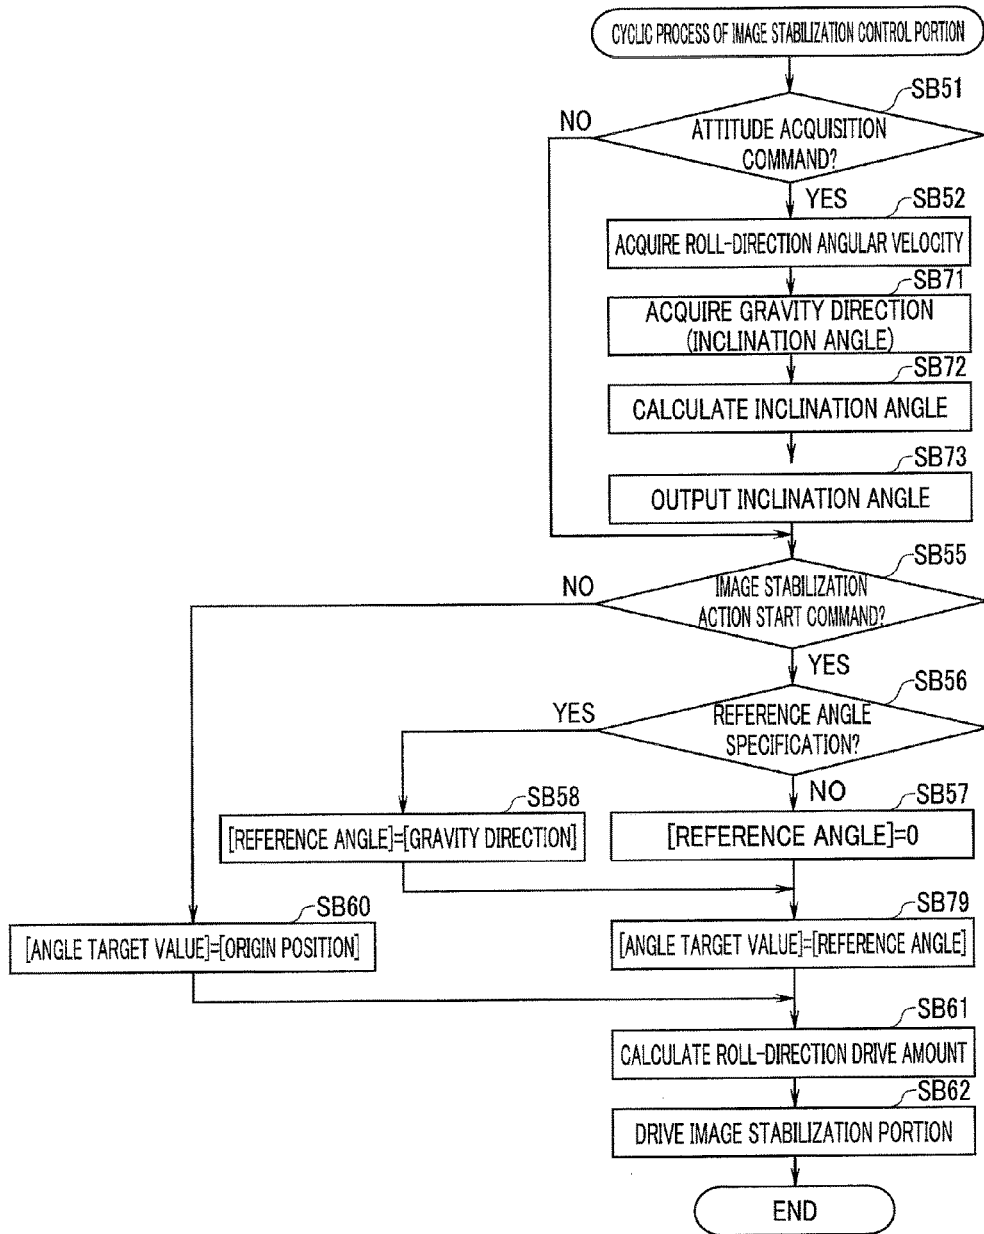 CYCLIC PROCESS OF IMAGE STABILIZATION CONTROL PORTION
SB51
NO
ATTITUDE ACQUISITION
COMMAND?
YES
SB52
ACQUIRE ROLL-DIRECTION ANGULAR VELOCITY
SB71
ACQUIRE GRAVITY DIRECTION
(INCLINATION ANGLE)
SB72
CALCULATE INCLINATION ANGLE
SB73
OUTPUT INCLINATION ANGLE
SB55
NO
IMAGE STABILIZATION
ACTION START COMMAND?
YES
SB56
YES
REFERENCE ANGLE
SPECIFICATION?
NO
SB58
SB57
[REFERENCE ANGLE]=[GRAVITY DIRECTION]
[REFERENCE ANGLE]=0
SB60
SB79
[ANGLE TARGET VALUE]=[ORIGIN POSITION]
[ANGLE TARGET VALUE]=[REFERENCE ANGLE]
SB61
CALCULATE ROLL-DIRECTION DRIVE AMOUNT
SB62
DRIVE IMAGE STABILIZATION PORTION
END